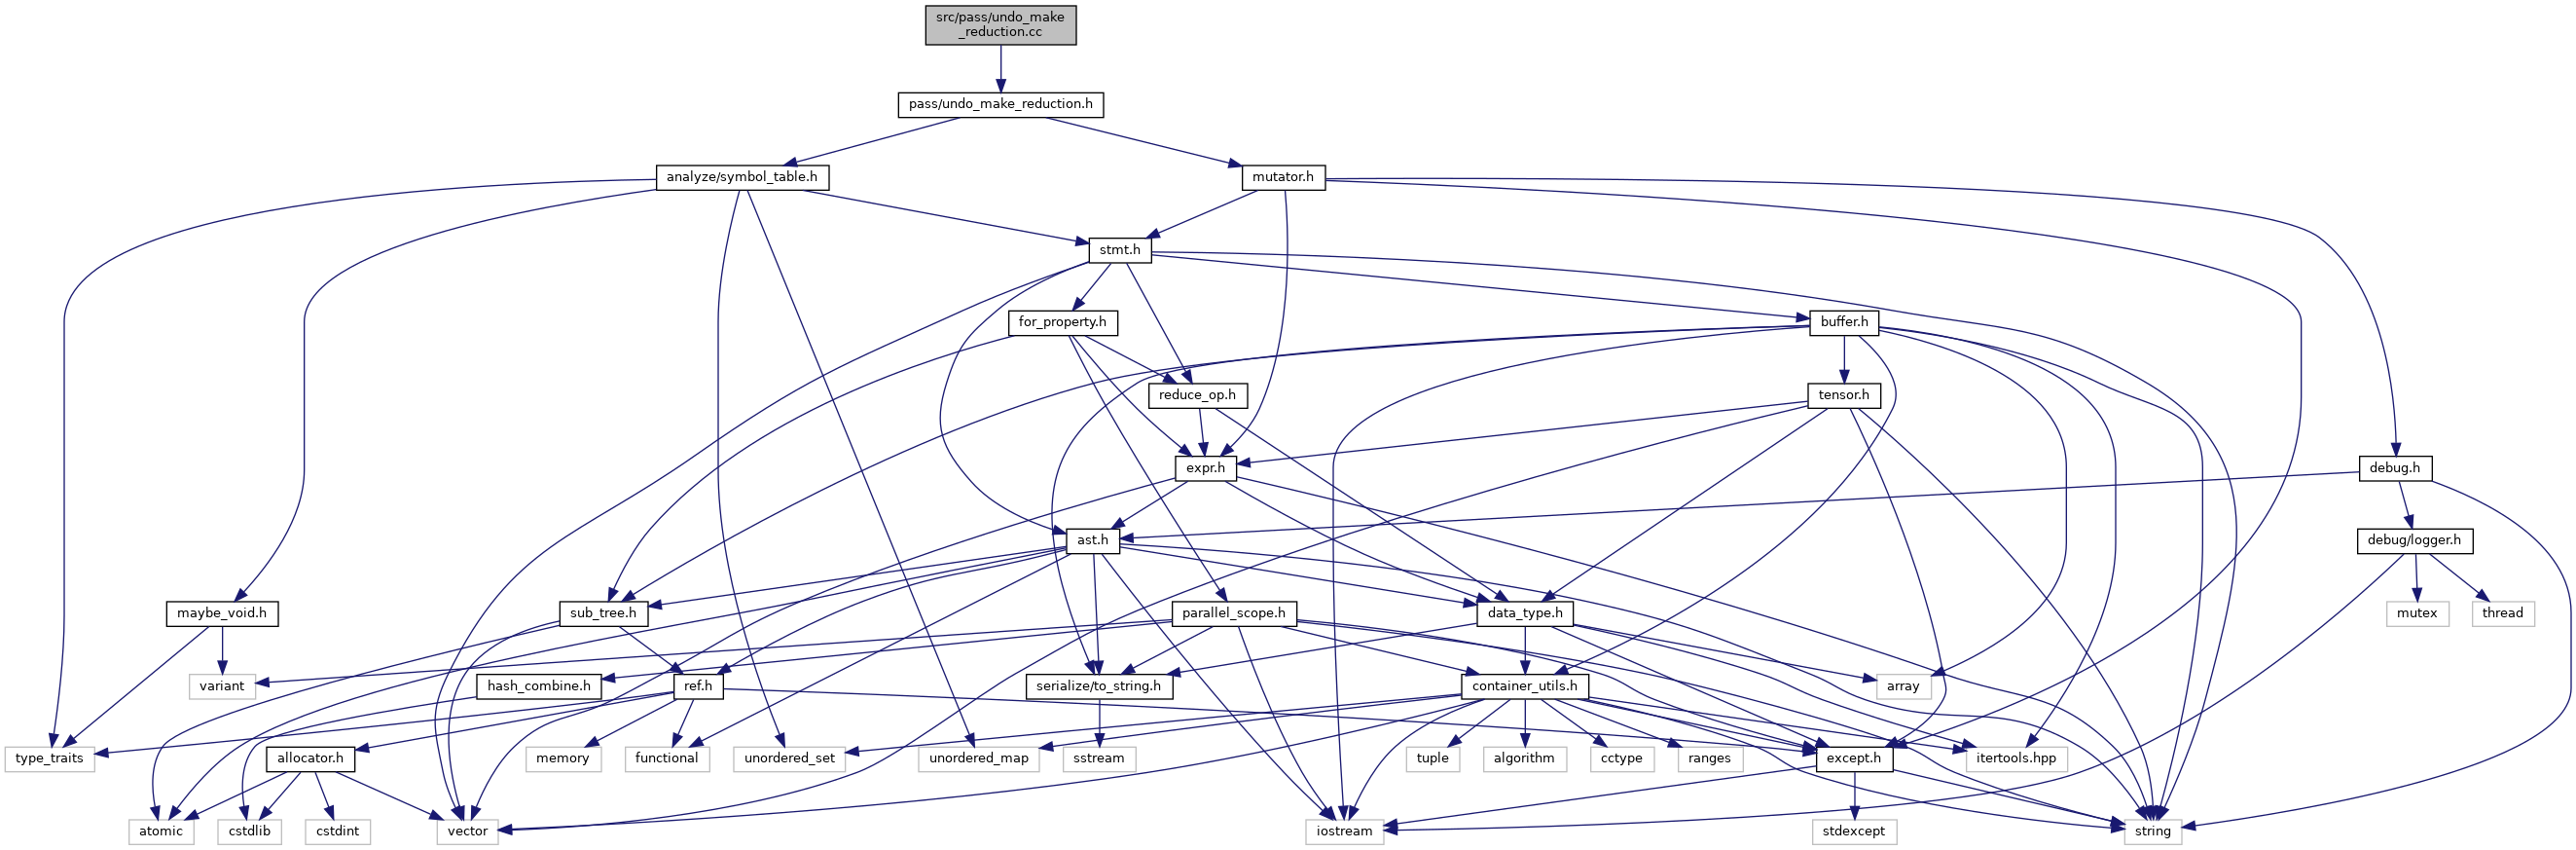 src/pass/undo_make
_reduction.cc
pass/undo_make_reduction.h
analyze/symbol_table.h
mutator.h
stmt.h
for_property.h
buffer.h
reduce_op.h
tensor.h
expr.h
debug.h
ast.h
debug/logger.h
maybe_void.h
sub_tree.h
parallel_scope.h
data_type.h
mutex
thread
variant
hash_combine.h
ref.h
serialize/to_string.h
container_utils.h
array
type_traits
allocator.h
memory
functional
unordered_set
unordered_map
sstream
tuple
algorithm
cctype
ranges
except.h
itertools.hpp
atomic
cstdlib
cstdint
vector
iostream
stdexcept
string